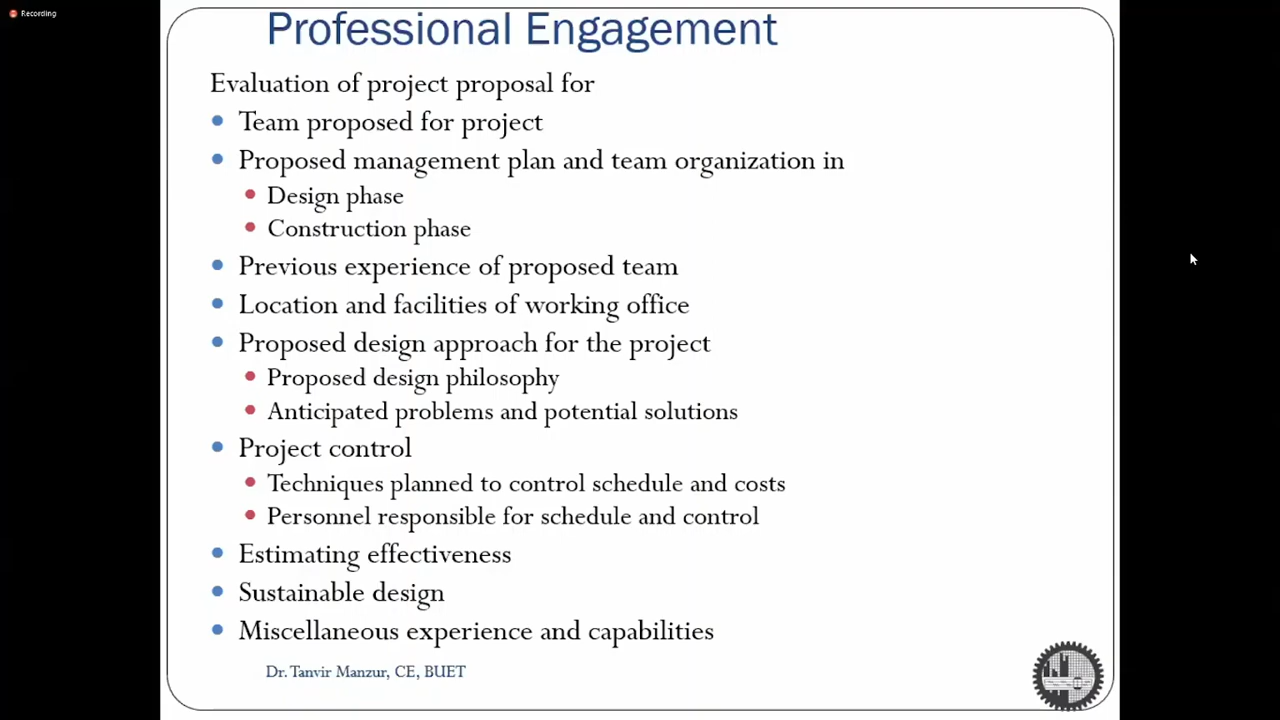 Recording
Professional Engagement
Evaluation of project proposal for
Team proposed for project
Proposed management plan and team organization in
Design phase
Construction phase
Previous experience of proposed team
Location and facilities of working office
Proposed design approach for the project
Proposed design philosophy
Anticipated problems and potential solutions
Project control
Techniques planned to control schedule and costs
Personnel responsible for schedule and control
Estimating effectiveness
Sustainable design
Miscellaneous experience and capabilities
Dr. Tanvir Manzur, CE, BUET